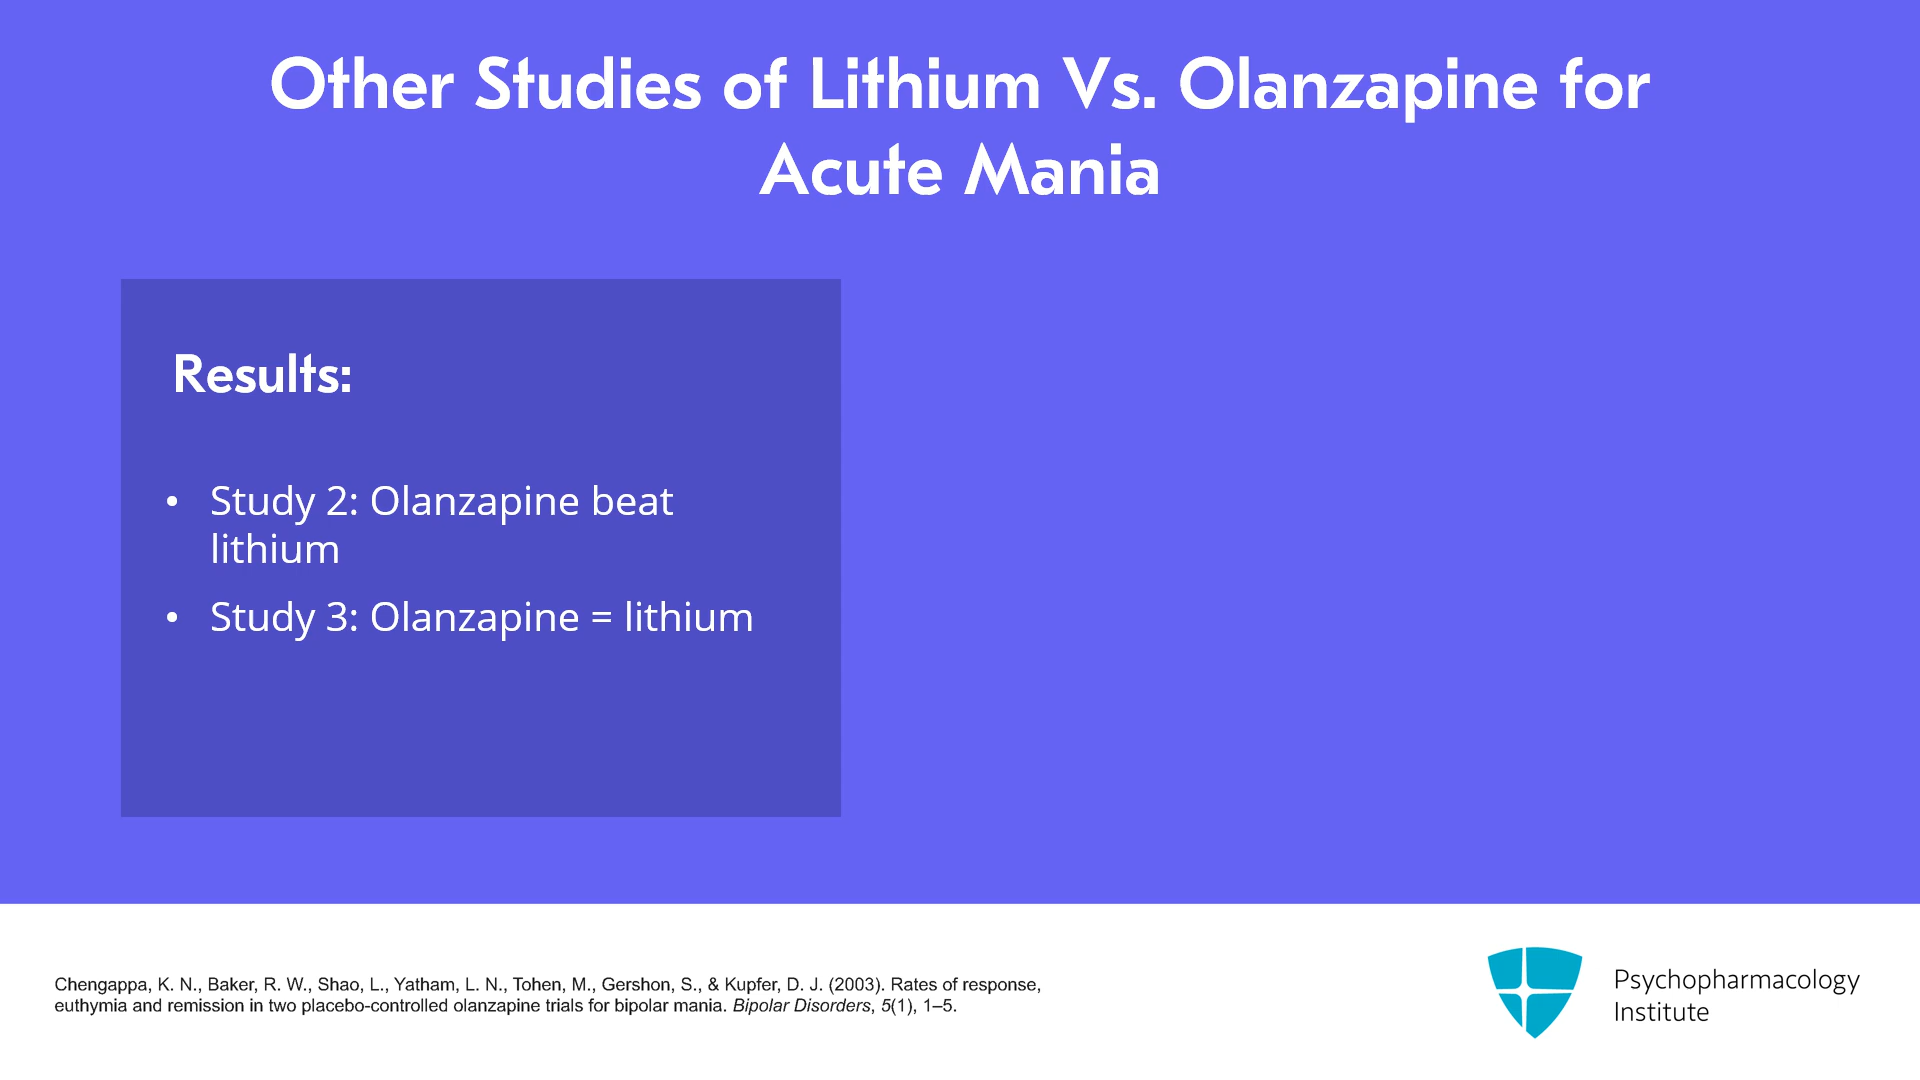 Other Studies of Lithium Vs. Olanzapine for
Acute Mania
Results:
• Study 2: Olanzapine beat
lithium
• Study 3: Olanzapine = lithium
Chengappa, K. N., Baker, R. W., Shao, L., Yatham, L. N., Tohen, M., Gershon, S., & Kupfer, D. J. (2003). Rates of response,
euthymia and remission in two placebo-controlled olanzapine trials for bipolar mania. Bipolar Disorders, 5(1), 1–5.
Psychopharmacology
Institute